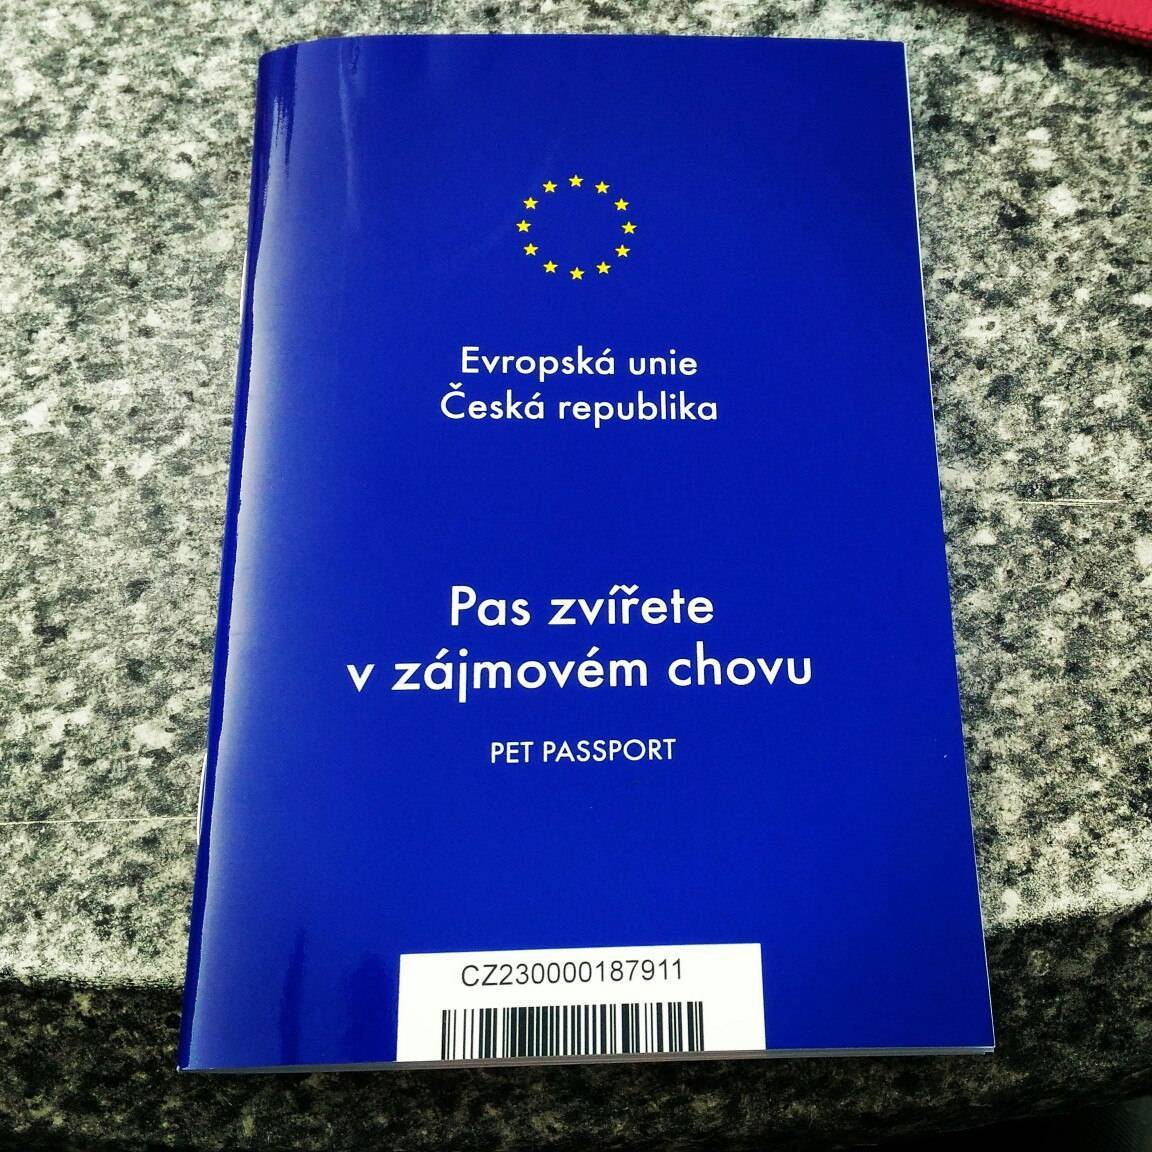 Evropská unie
Česká republika
Pas zvířete
v zájmovém chovu
PET PASSPORT
CZ230000187911